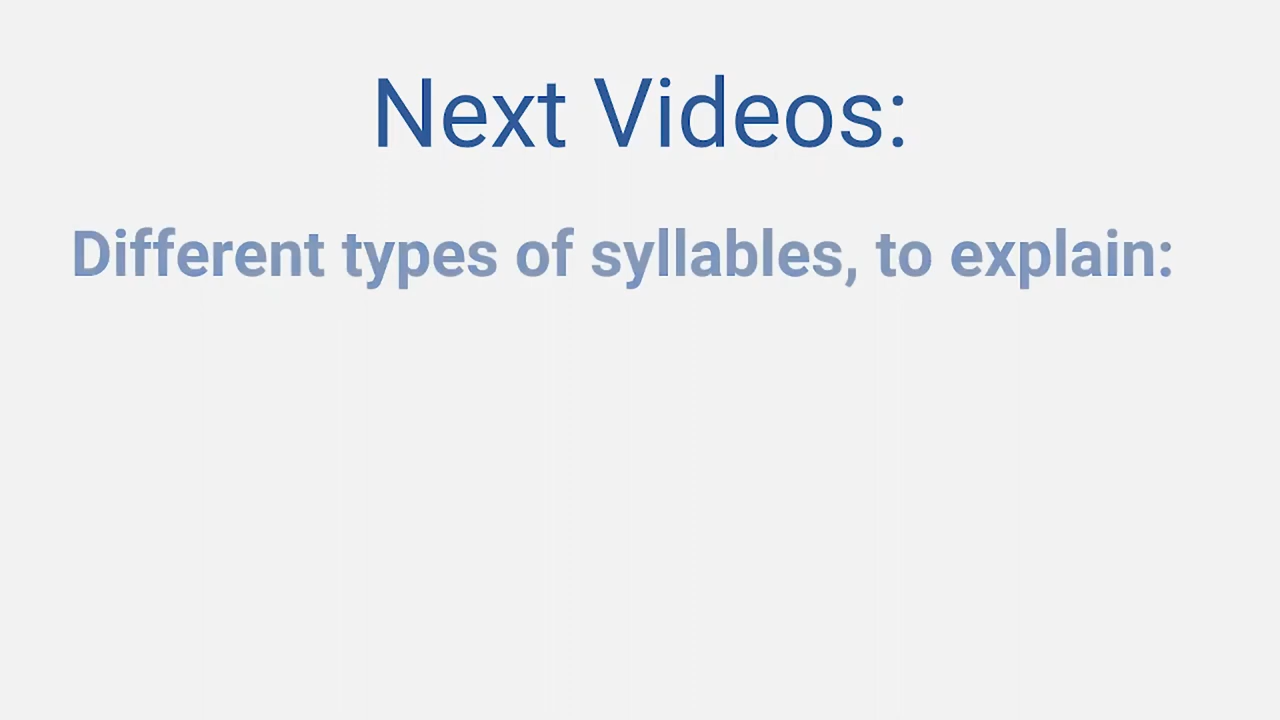 Next Videos:
Different types of syllables, to explain: